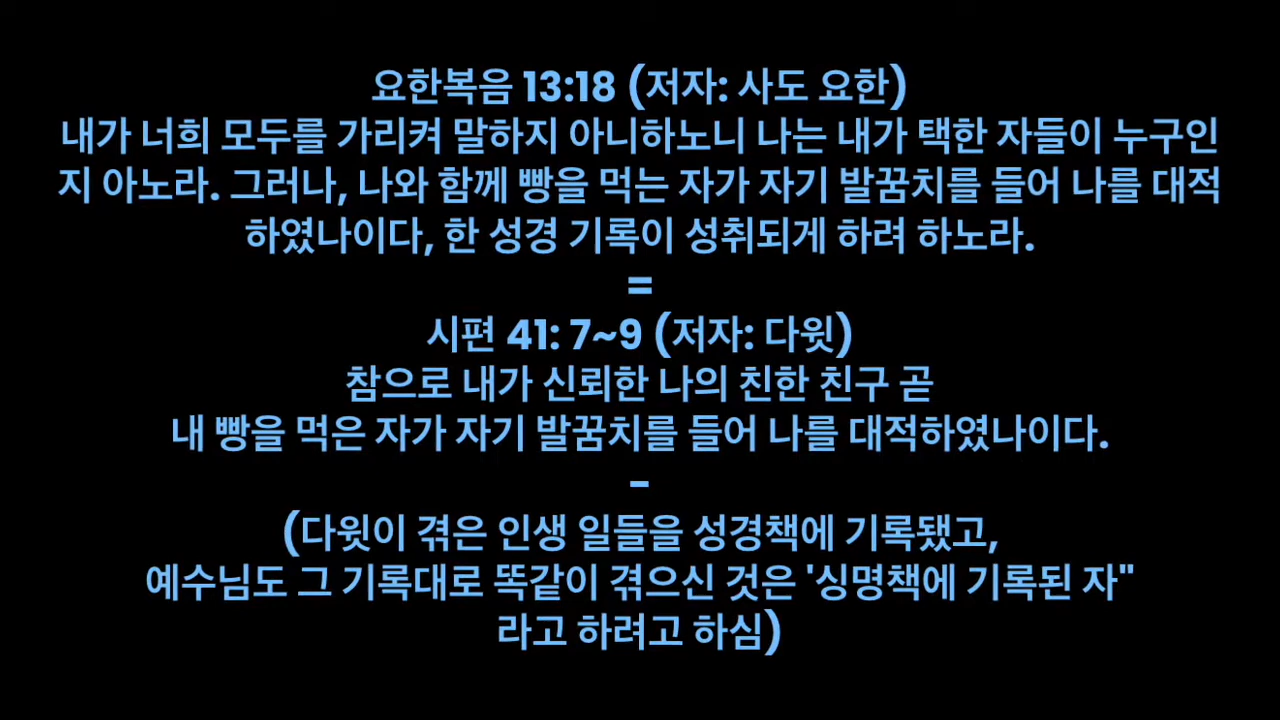 요한복음 13:18 (저자: 사도 요한)
내가 너희 모두를 가리켜 말하지 아니하노니 나는 내가 택한 자들이 누구인
지 아노라. 그러나, 나와 함께 빵을 먹는 자가 자기 발꿈치를 들어 나를 대적
하였나이다, 한 성경 기록이 성취되게 하려 하노라.
=
시편 41: 7~9 (저자: 다윗)
참으로 내가 신뢰한 나의 친한 친구 곧
내 빵을 먹은 자가 자기 발꿈치를 들어 나를 대적하였나이다.
-
(다윗이 겪은 인생 일들을 성경책에 기록됐고,
예수님도 그 기록대로 똑같이 겪으신 것은 '싱명책에 기록된 자"
라고 하려고 하심)